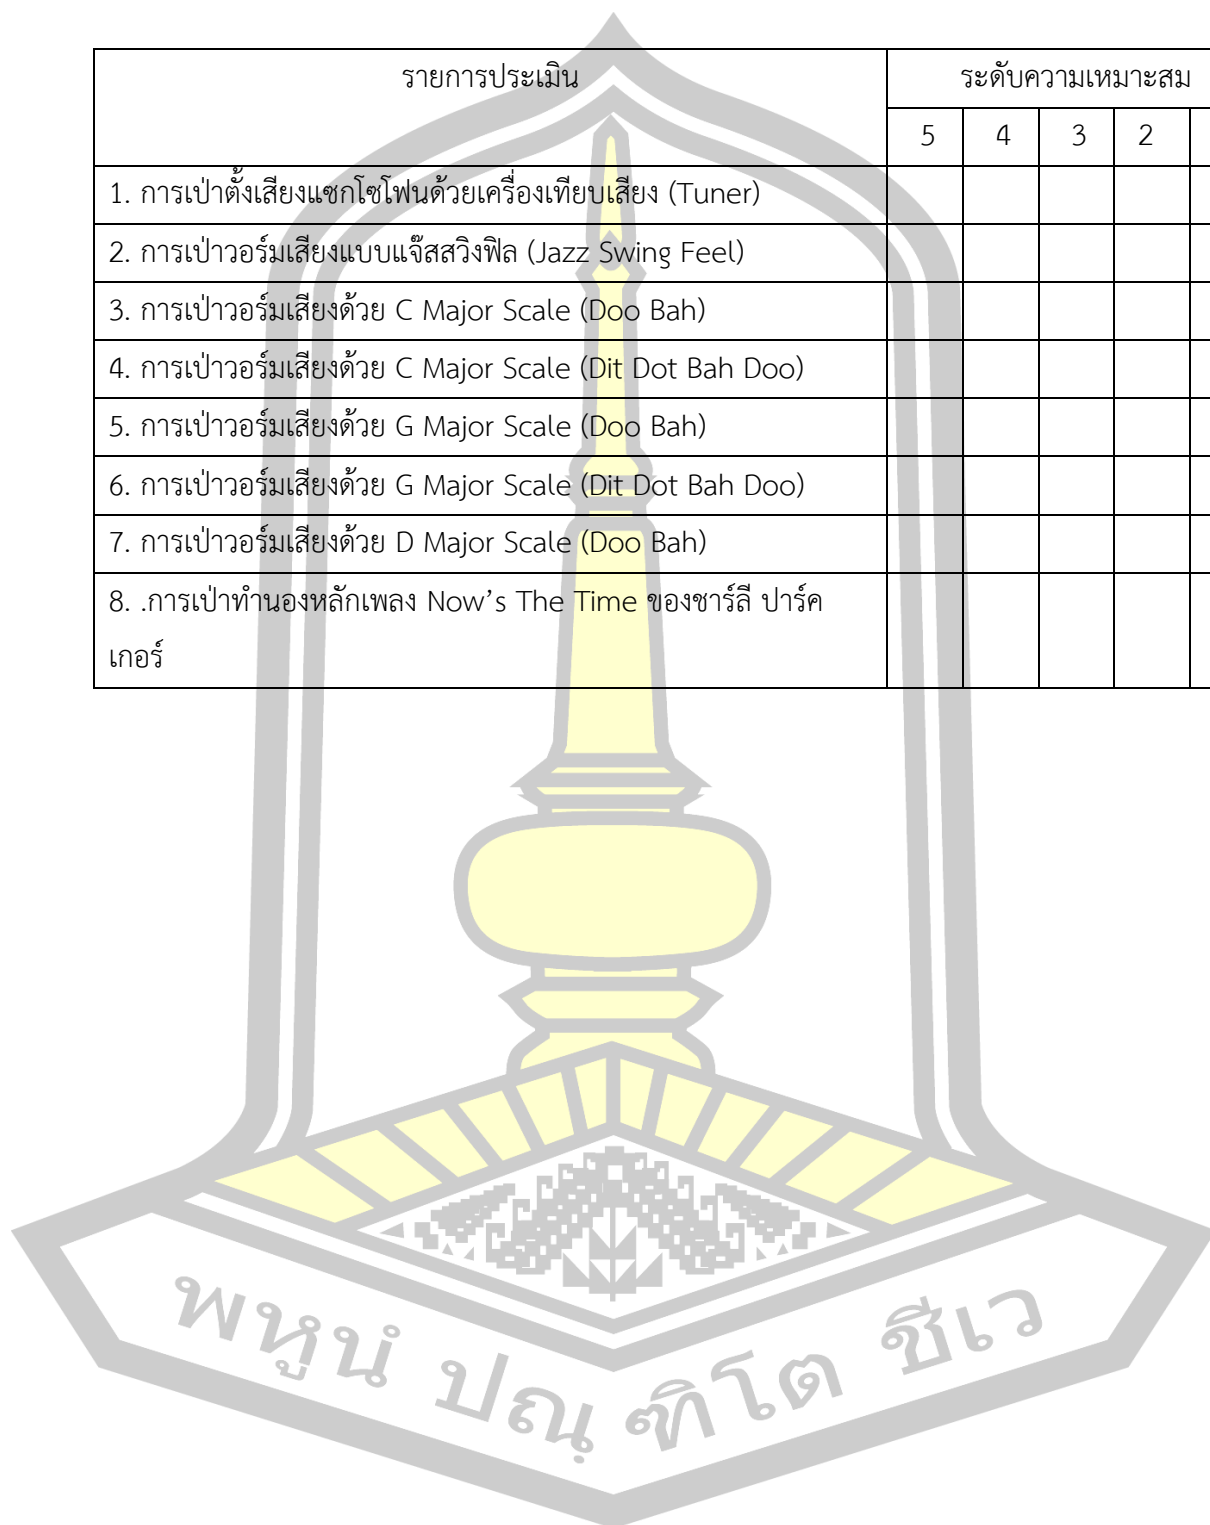 รายการประเมิน ระดับความเหมาะสม
5 4 3 2
1. การเป่าตั้งเสียงแซกโซโฟนด้วยเครื่องเทียบเสียง (Tuner)
2. การเป่าวอร์มเสียงแบบแจ๊สสวิงฟิล (Jazz Swing Feel)
3. การเป่าวอร์มเสียงด้วย C Major Scale (Doo Bah)
4. การเป่าวอร์มเสียงด้วย C Major Scale (Dit Dot Bah Doo)
5. การเป่าวอร์มเสียงด้วย G Major Scale (Doo Bah)
6. การเป่าวอร์มเสียงด้วย G Major Scale (Dit Dot Bah Doo)
7. การเป่าวอร์มเสียงด้วย D Major Scale (Doo Bah)
8. .การเป่าทำนองหลักเพลง Now’s The Time ของชาร์ลี ปาร์ค
เกอร์
พหูนํ ปณฺ ฑิโต ชีเว